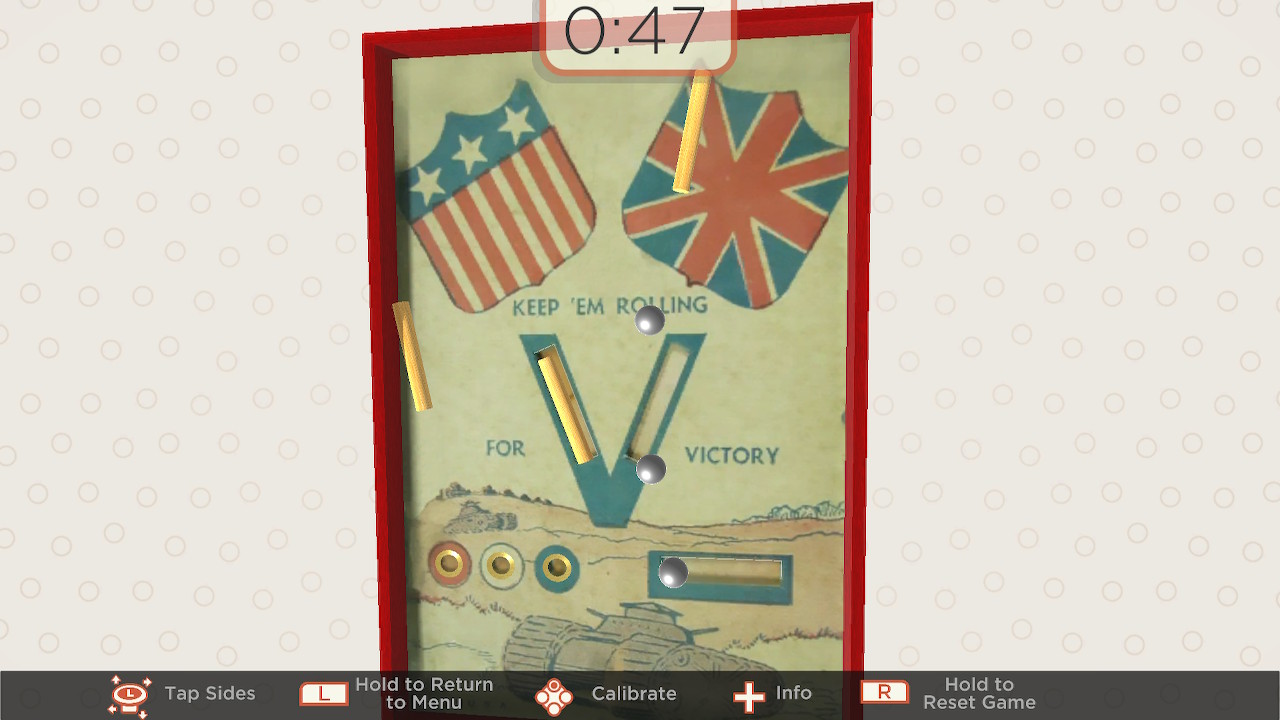 0:47
KEEP 'EM ROLLING
FOR
VICTORY
L
Tap Sides
L
Hold to Return
to Menu
Calibrate
Info
R
Hold to
Reset Game